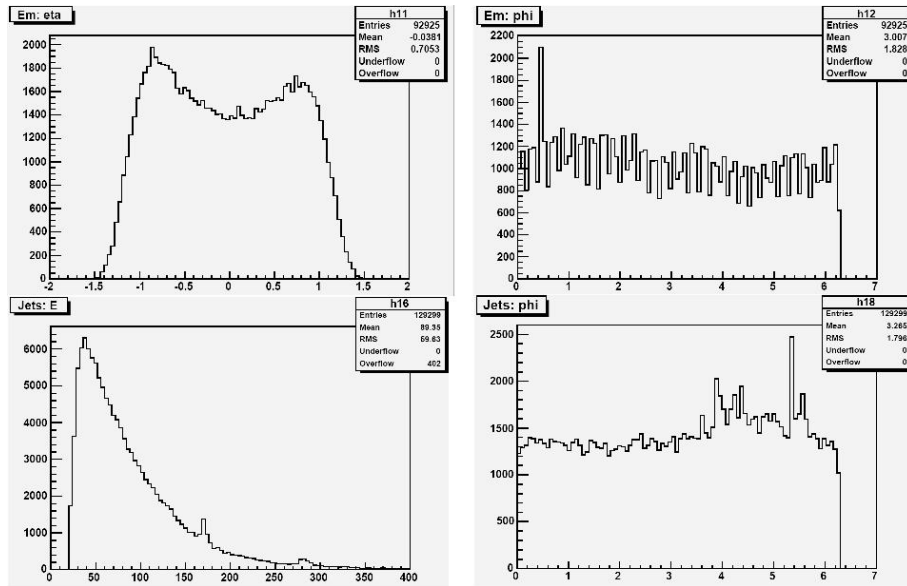 Em: eta
h11
Entries 92925
Mean -0.0381
RMS 0.7053
Underflow 0
Overflow 0
2000
1800
1600
1400
1200
1000
800
600
400
200
0
-2 -1.5 -1 -0.5 0 0.5 1 1.5 2
Em: phi
h12
Entries 92925
Mean 3.007
RMS 1.828
Underflow 0
Overflow 0
2200
2000
1800
1600
1400
1200
1000
800
600
400
200
0
0 1 2 3 4 5 6 7
Jets: E
h16
Entries 129299
Mean 89.35
RMS 59.63
Underflow 0
Overflow 402
6000
5000
4000
3000
2000
1000
0
0 50 100 150 200 250 300 350 400
Jets: phi
h18
Entries 129299
Mean 3.265
RMS 1.796
Underflow 0
Overflow 0
2500
2000
1500
1000
500
0
0 1 2 3 4 5 6 7